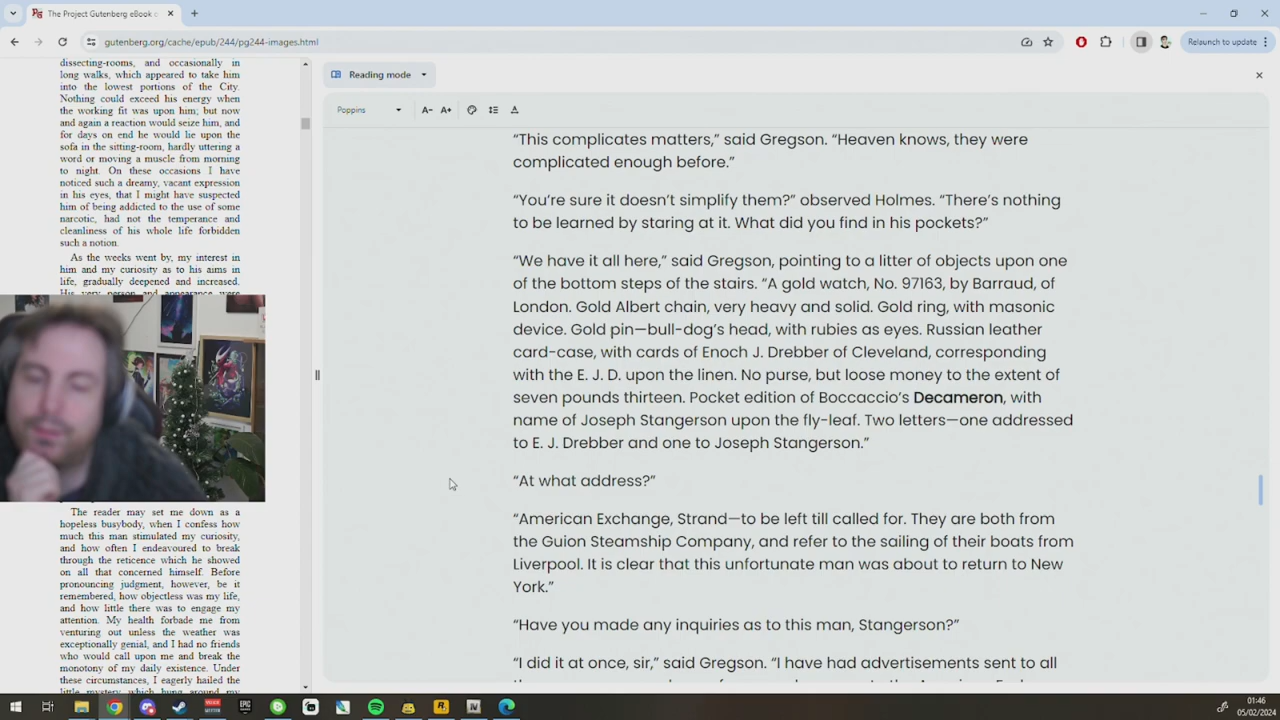 The Project Gutenberg eBook o
gutenberg.org/cache/epub/244/pg244-images.html
Relaunch to update
dissecting-rooms, and occasionally in
long walks, which appeared to take him
into the lowest portions of the City.
Nothing could exceed his energy when
the working fit was upon him; but now
and again a reaction would seize him, and
for days on end he would lie upon the
sofa in the sitting-room, hardly uttering a
word or moving a muscle from morning
to night. On these occasions I have
noticed such a dreamy, vacant expression
in his eyes, that I might have suspected
him of being addicted to the use of some
narcotic, had not the temperance and
cleanliness of his whole life forbidden
such a notion.
As the weeks went by, my interest in
him and my curiosity as to his aims in
life, gradually deepened and increased.
His very person and appearance were
The reader may set me down as a
hopeless busybody, when I confess how
much this man stimulated my curiosity,
and how often I endeavoured to break
through the reticence which he showed
on all that concerned himself. Before
pronouncing judgment, however, be it
remembered, how objectless was my life,
and how little there was to engage my
attention. My health forbade me from
venturing out unless the weather was
exceptionally genial, and I had no friends
who would call upon me and break the
monotony of my daily existence. Under
these circumstances, I eagerly hailed the
little mystery which hung around my
Reading mode
Poppins A- A+
“This complicates matters,” said Gregson. “Heaven knows, they were
complicated enough before.”
“You’re sure it doesn’t simplify them?” observed Holmes. “There’s nothing
to be learned by staring at it. What did you find in his pockets?”
“We have it all here,” said Gregson, pointing to a litter of objects upon one
of the bottom steps of the stairs. “A gold watch, No. 97163, by Barraud, of
London. Gold Albert chain, very heavy and solid. Gold ring, with masonic
device. Gold pin—bull-dog’s head, with rubies as eyes. Russian leather
card-case, with cards of Enoch J. Drebber of Cleveland, corresponding
with the E. J. D. upon the linen. No purse, but loose money to the extent of
seven pounds thirteen. Pocket edition of Boccaccio’s Decameron, with
name of Joseph Stangerson upon the fly-leaf. Two letters—one addressed
to E. J. Drebber and one to Joseph Stangerson.”
“At what address?”
“American Exchange, Strand—to be left till called for. They are both from
the Guion Steamship Company, and refer to the sailing of their boats from
Liverpool. It is clear that this unfortunate man was about to return to New
York.”
“Have you made any inquiries as to this man, Stangerson?”
“I did it at once, sir,” said Gregson. “I have had advertisements sent to all
01:46
05/02/2024